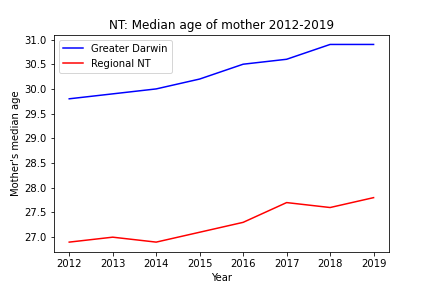 NT: Median age of mother 2012-2019
Greater Darwin
Regional NT
31.0
30.5
30.0
29.5
29.0
28.5
28.0
27.5
27.0
Mother's median age
2012 2013 2014 2015 2016 2017 2018 2019
Year